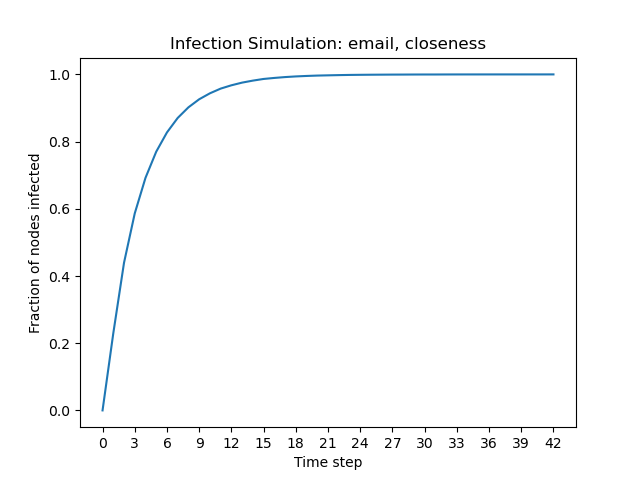 Infection Simulation: email, closeness
1.0
0.8
0.6
0.4
0.2
0.0
Fraction of nodes infected
0 3 6 9 12 15 18 21 24 27 30 33 36 39 42
Time step